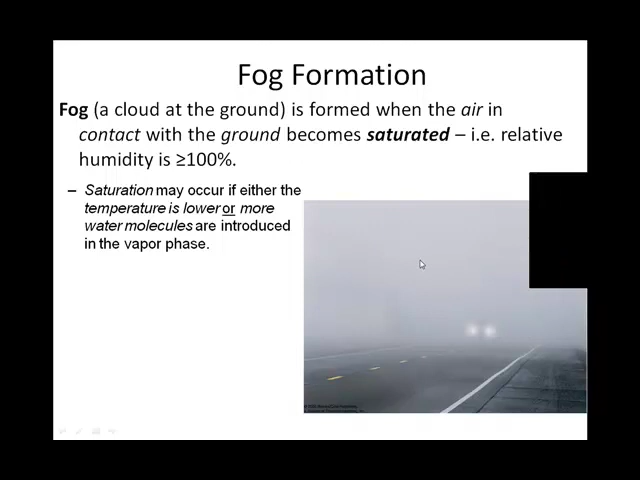 Fog Formation
Fog (a cloud at the ground) is formed when the air in
contact with the ground becomes saturated – i.e. relative
humidity is ≥100%.
– Saturation may occur if either the
temperature is lower or more
water molecules are introduced
in the vapor phase.